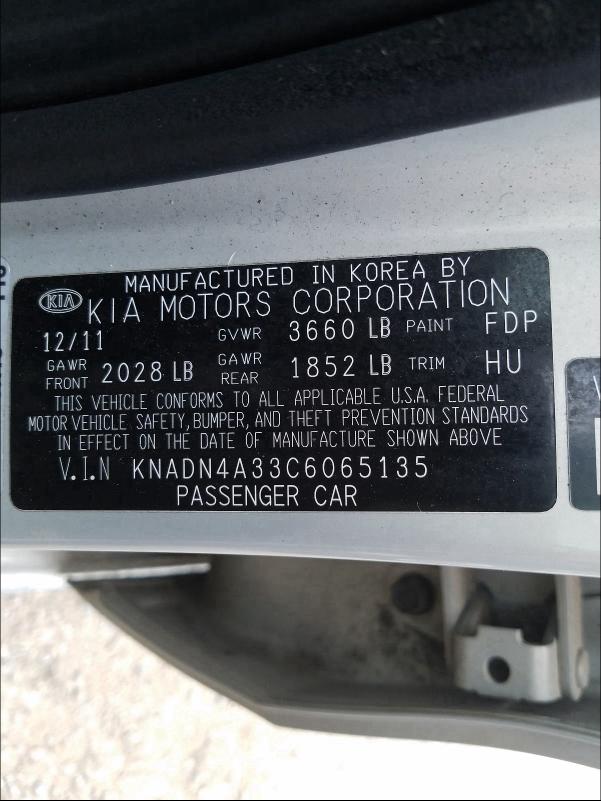 MANUFACTURED IN KOREA BY
KIA KIA MOTORS CORPORATION
12/11 GVWR 3660 LB PAINT FDP
GAWR FRONT 2028 LB GAWR REAR 1852 LB TRIM HU
THIS VEHICLE CONFORMS TO ALL APPLICABLE U.S.A. FEDERAL
MOTOR VEHICLE SAFETY, BUMPER, AND THEFT PREVENTION STANDARDS
IN EFFECT ON THE DATE OF MANUFACTURE SHOWN ABOVE
V.I.N KNADN4A33C6065135
PASSENGER CAR